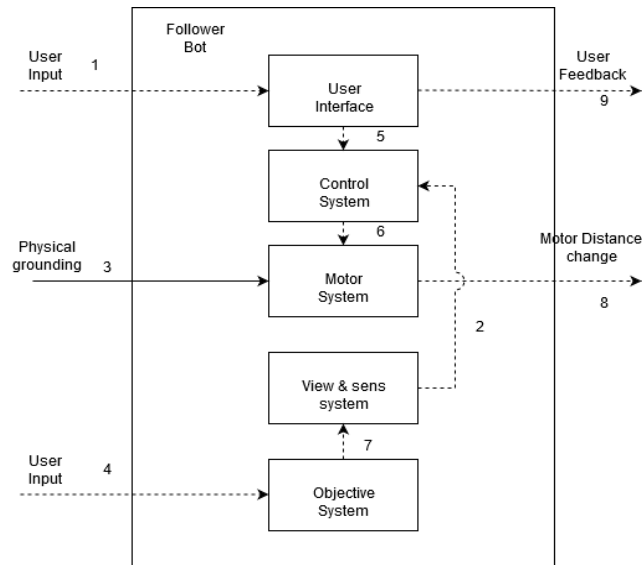 Follower
Bot
User
Input
1
User
Interface
User
Feedback
9
5
Control
System
6
Physical
grounding
3
Motor
System
Motor Distance
change
8
2
View & sens
system
7
User
Input
4
Objective
System